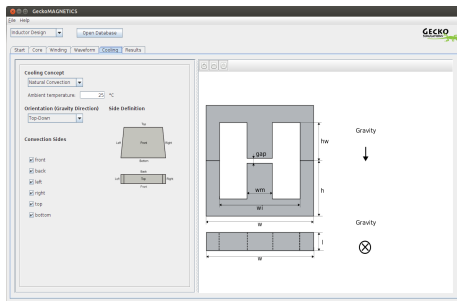 GeckoMAGNETICS
File Help
Inductor Design
Open Database
GECKO
Start Core Winding Waveform Cooling Results
Cooling Concept
Natural Convection
Ambient temperature: 25 °C
Orientation (Gravity Direction) Side Definition
Top-Down
Top
Left Front Right
Bottom
Convection Sides
Back
Left Top Right
Front
front
back
left
right
top
bottom
Gravity
hw
gap
wm
h
wi
w
Gravity
l
w